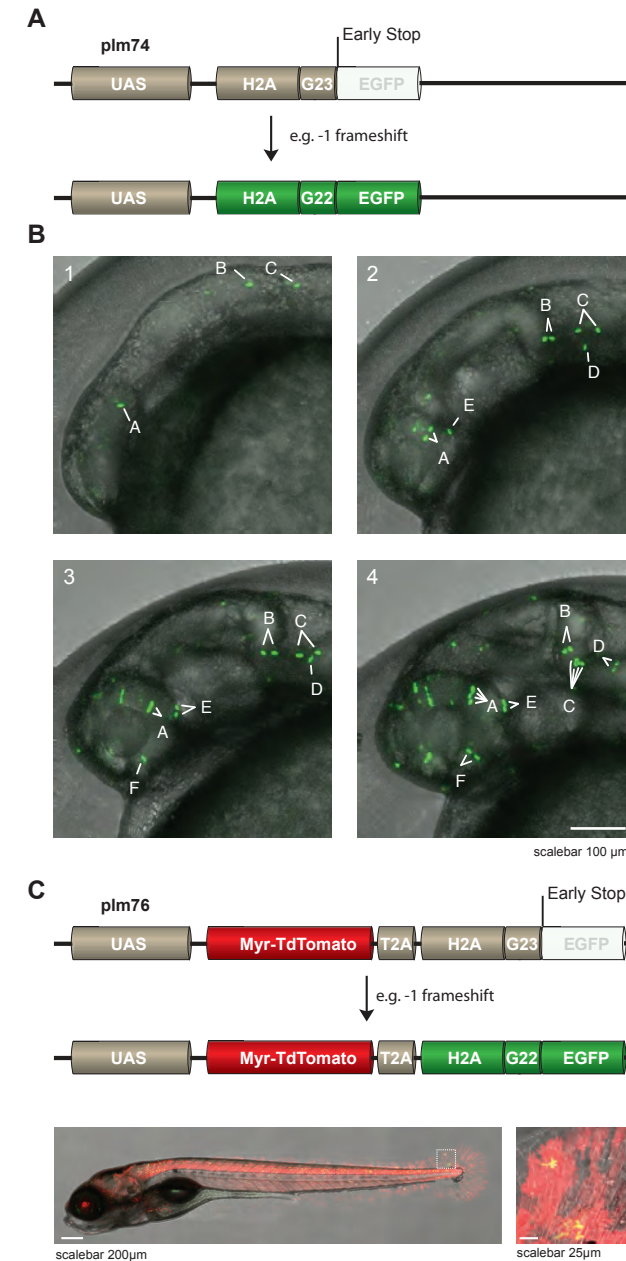 A
plm74
Early Stop
UAS
H2A
G23
EGFP
e.g. -1 frameshift
UAS
H2A
G22
EGFP
B
1
B
C
A
2
B
C
D
E
A
3
B
C
D
E
A
F
4
B
D
A
E
C
F
scalebar 100 µm
C
plm76
Early Stop
UAS
Myr-TdTomato
T2A
H2A
G23
EGFP
e.g. -1 frameshift
UAS
Myr-TdTomato
T2A
H2A
G22
EGFP
scalebar 200µm
scalebar 25µm